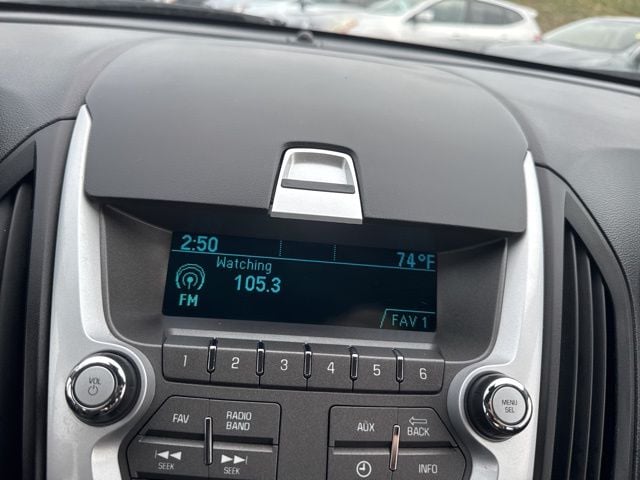 2:50
74°F
Watching
105.3
FM
FAV 1
1 2 3 4 5 6
VOL
MENU
SEL
FAV
RADIO
BAND
AUX
BACK
SEEK
SEEK
INFO